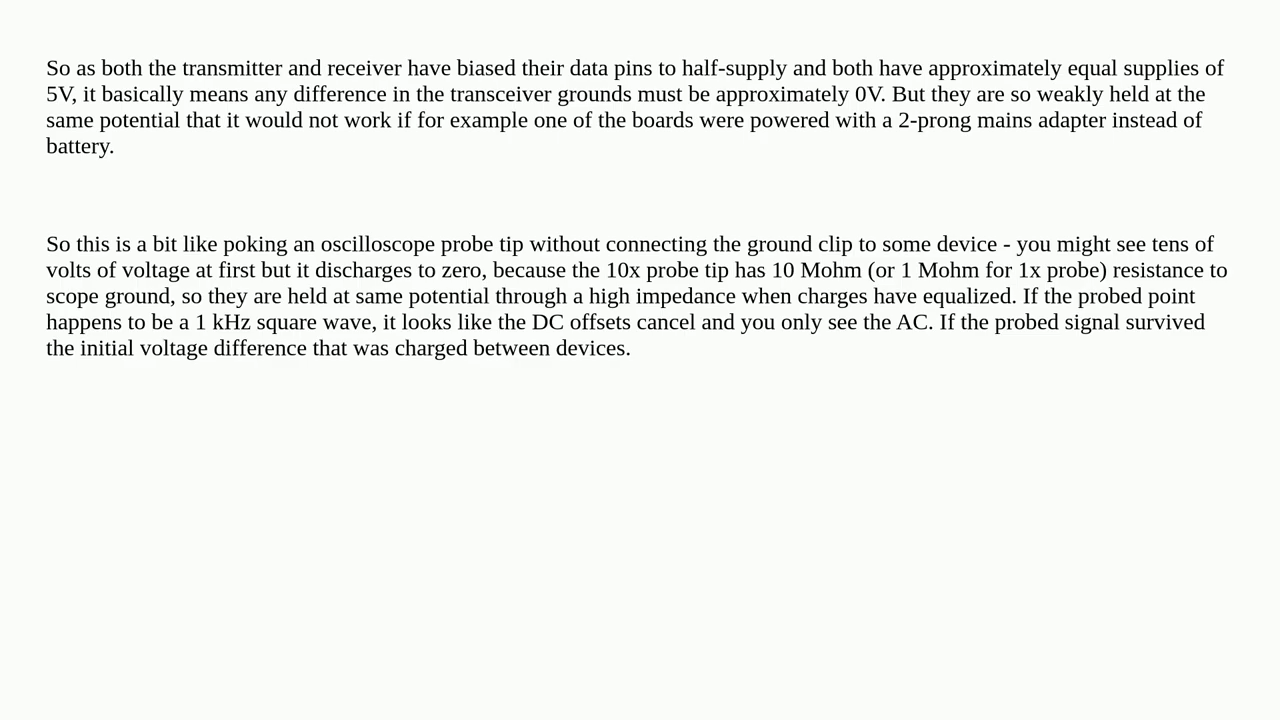 So as both the transmitter and receiver have biased their data pins to half-supply and both have approximately equal supplies of
5V, it basically means any difference in the transceiver grounds must be approximately 0V. But they are so weakly held at the
same potential that it would not work if for example one of the boards were powered with a 2-prong mains adapter instead of
battery.
So this is a bit like poking an oscilloscope probe tip without connecting the ground clip to some device - you might see tens of
volts of voltage at first but it discharges to zero, because the 10x probe tip has 10 Mohm (or 1 Mohm for 1x probe) resistance to
scope ground, so they are held at same potential through a high impedance when charges have equalized. If the probed point
happens to be a 1 kHz square wave, it looks like the DC offsets cancel and you only see the AC. If the probed signal survived
the initial voltage difference that was charged between devices.